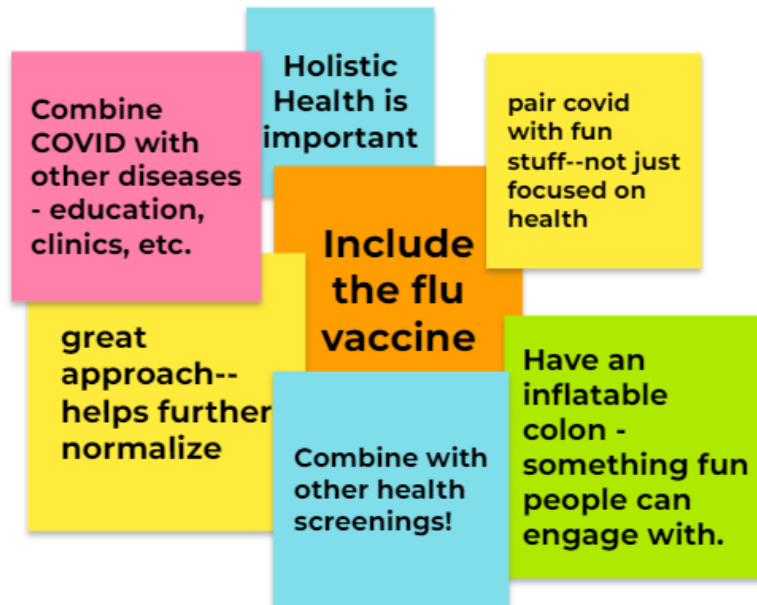 Holistic
Health is
important
Combine
COVID with
other diseases
- education,
clinics, etc.
pair covid
with fun
stuff--not just
focused on
health
Include
the flu
vaccine
great
approach--
helps further
normalize
Have an
inflatable
colon -
something fun
people can
engage with.
Combine with
other health
screenings!